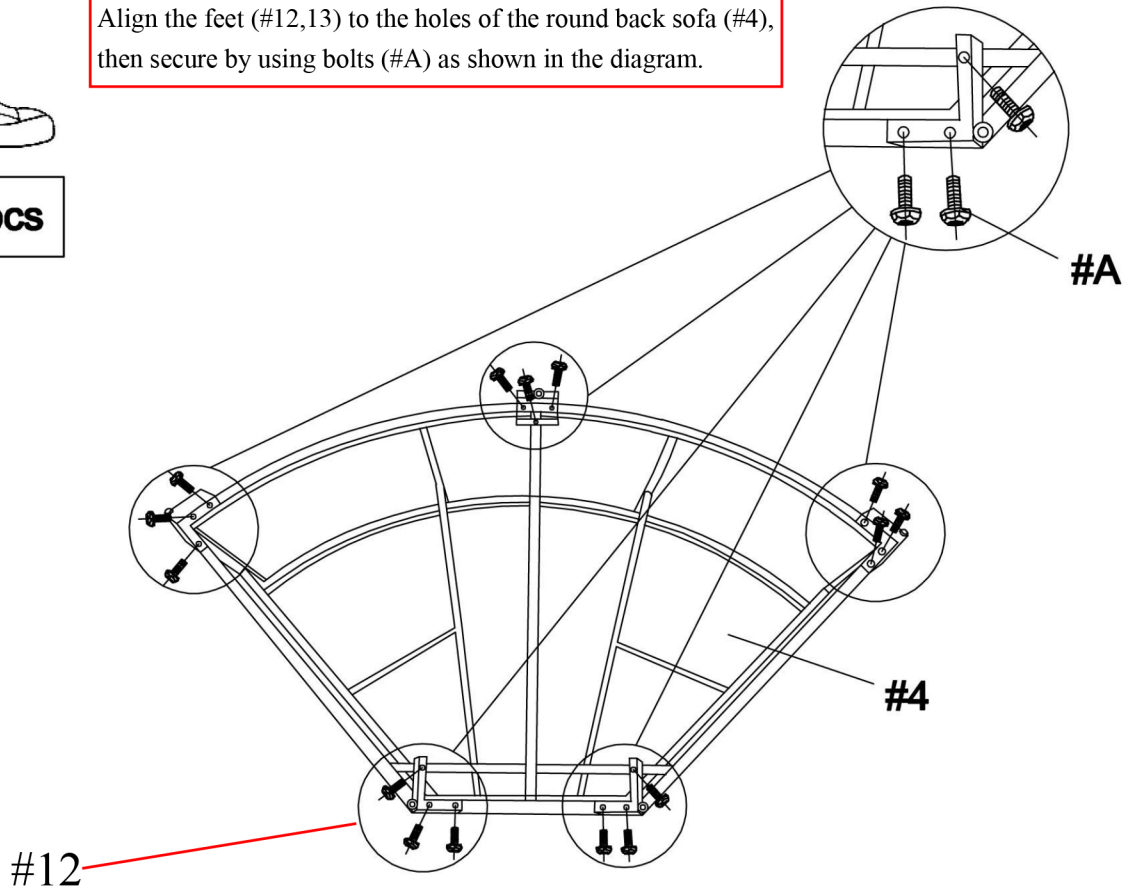 Align the feet (#12,13) to the holes of the round back sofa (#4),
then secure by using bolts (#A) as shown in the diagram.
#A
#4
#12